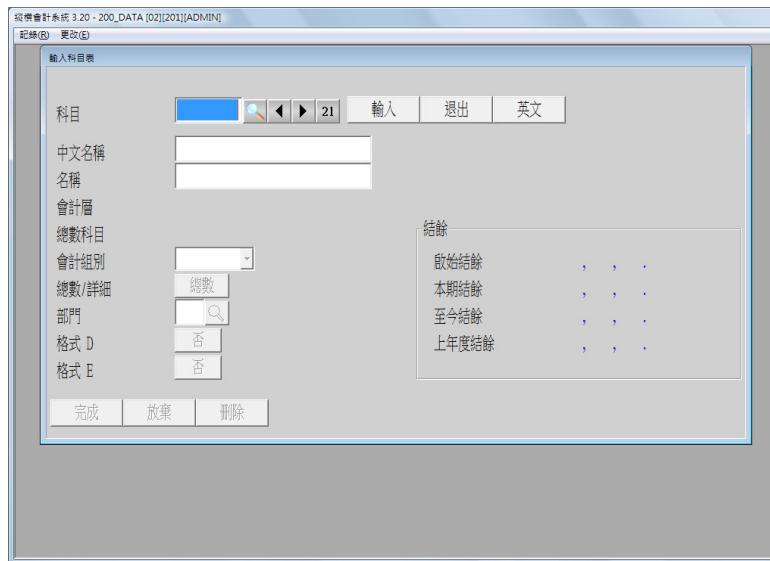 縱橫會計系統 3.20 - 200_DATA [02][201][ADMIN]
記錄(R) 更改(E)
輸入科目表
科目 21 輸入 退出 英文
中文名稱
名稱
會計層
總數科目
會計組別
總數/詳細 總數
部門
格式 D 否
格式 E 否
完成 放棄 刪除
結餘
啟始結餘 , , .
本期結餘 , , .
至今結餘 , , .
上年度結餘 , , .